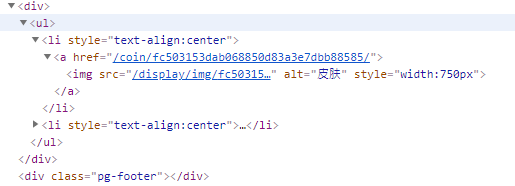 ▼<div>
▼<ul>
▼<li style="text-align:center">
▼<a href="/coin/fc503153dab068850d83a3e7dbb88585/">
<img src="/display/img/fc50315…" alt="皮肤" style="width:750px">
</a>
</li>
▶<li style="text-align:center">…</li>
</ul>
</div>
<div class="pg-footer"></div>